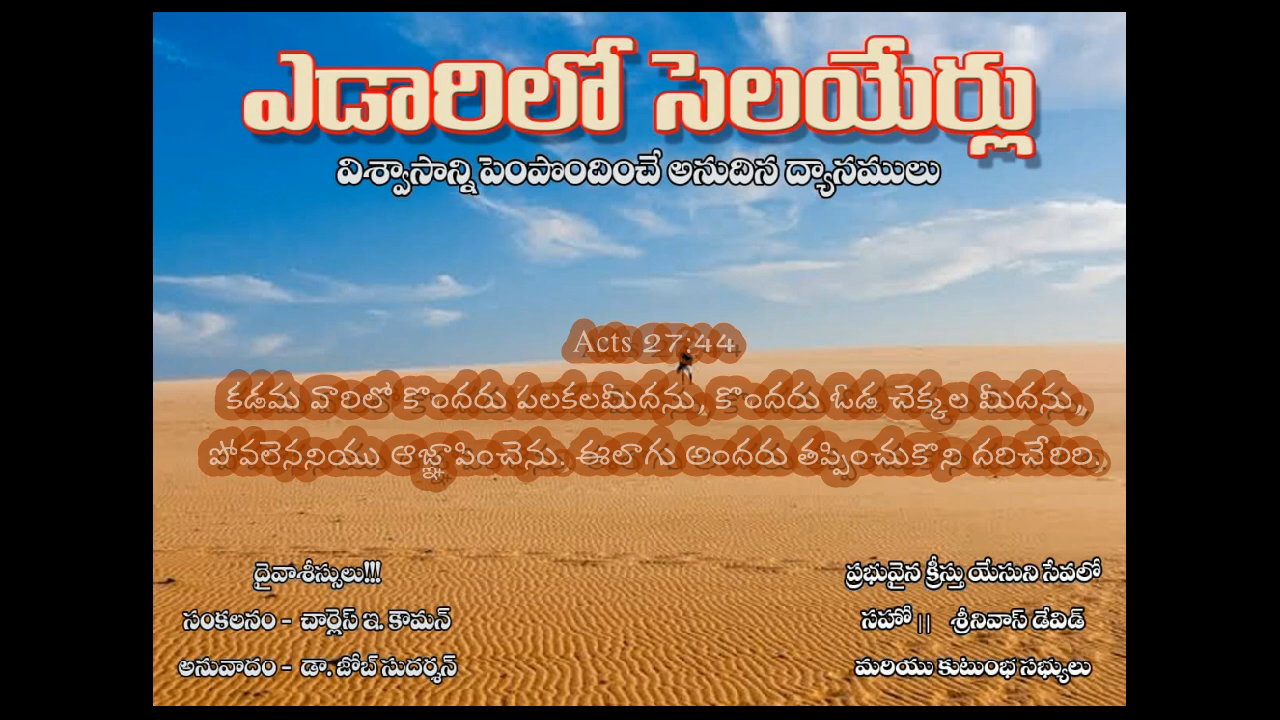 ఎడారిలో సెలయేర్లు
విశ్వాసాన్ని పెంపొందించే అనుదిన ద్యానములు
Acts 27:44
కడమ వారిలో కొందరు పలకలమీదను, కొందరు ఓడ చెక్కల మీదను,
పోవలెననియు ఆజ్ఞాపించెను. ఈలాగు అందరు తప్పించుకొని దరిచేరిరి.
దైవాశీస్సులు!!!
సంకలనం - చార్లెస్ ఇ. కౌమన్
అనువాదం - డా. జోబ్ సుదర్శన్
ప్రభువైన క్రీస్తు యేసుని సేవలో
సహో || శ్రీనివాస్ డేవిడ్
మరియు కుటుంభ సభ్యులు